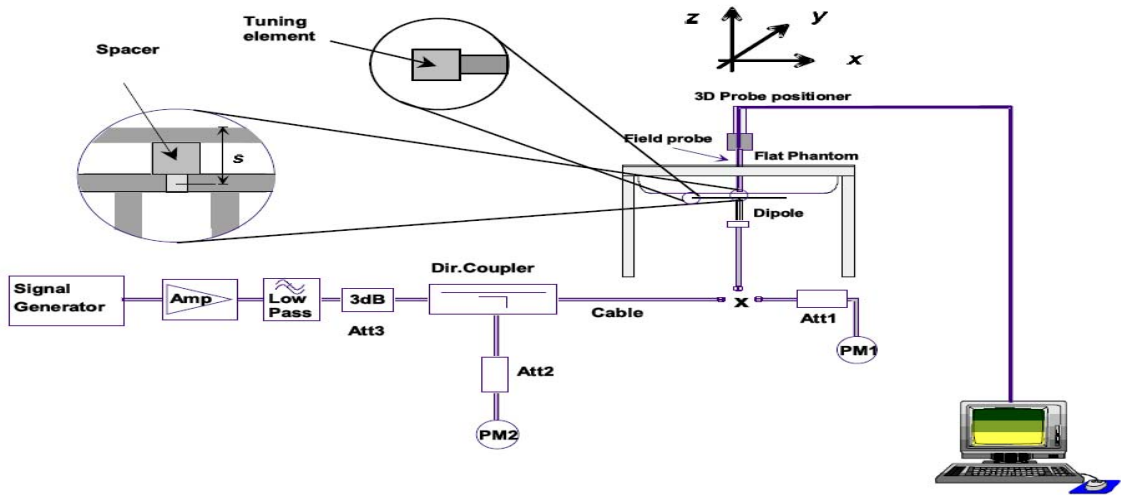 Tuning
element
Spacer
s
z
y
x
3D Probe positioner
Field probe
Flat Phantom
Dipole
Signal
Generator
Amp
Low
Pass
3dB
Att3
Dir.Coupler
Cable
x
Att1
PM1
Att2
PM2